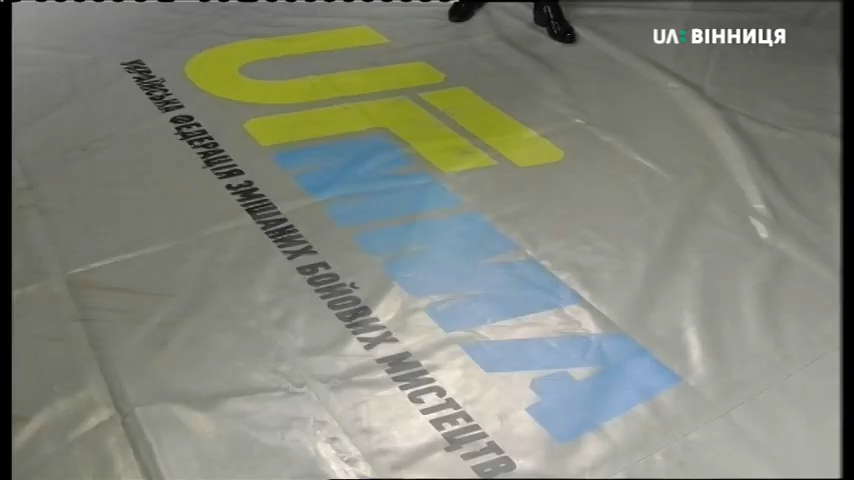 UA: ВІННИЦЯ
UF
MMA
УКРАЇНСЬКА ФЕДЕРАЦІЯ ЗМІШАНИХ БОЙОВИХ МИСТЕЦТВ